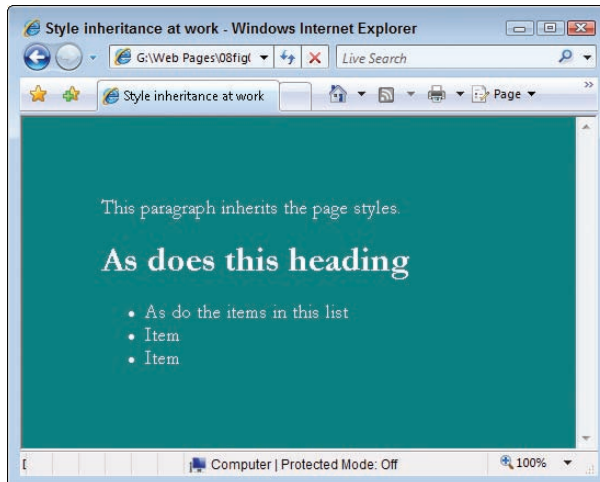 Style inheritance at work - Windows Internet Explorer
G:\Web Pages\08fig(
Live Search
Style inheritance at work
Page
»
This paragraph inherits the page styles.
As does this heading
• As do the items in this list
• Item
• Item
[
Computer | Protected Mode: Off
100%